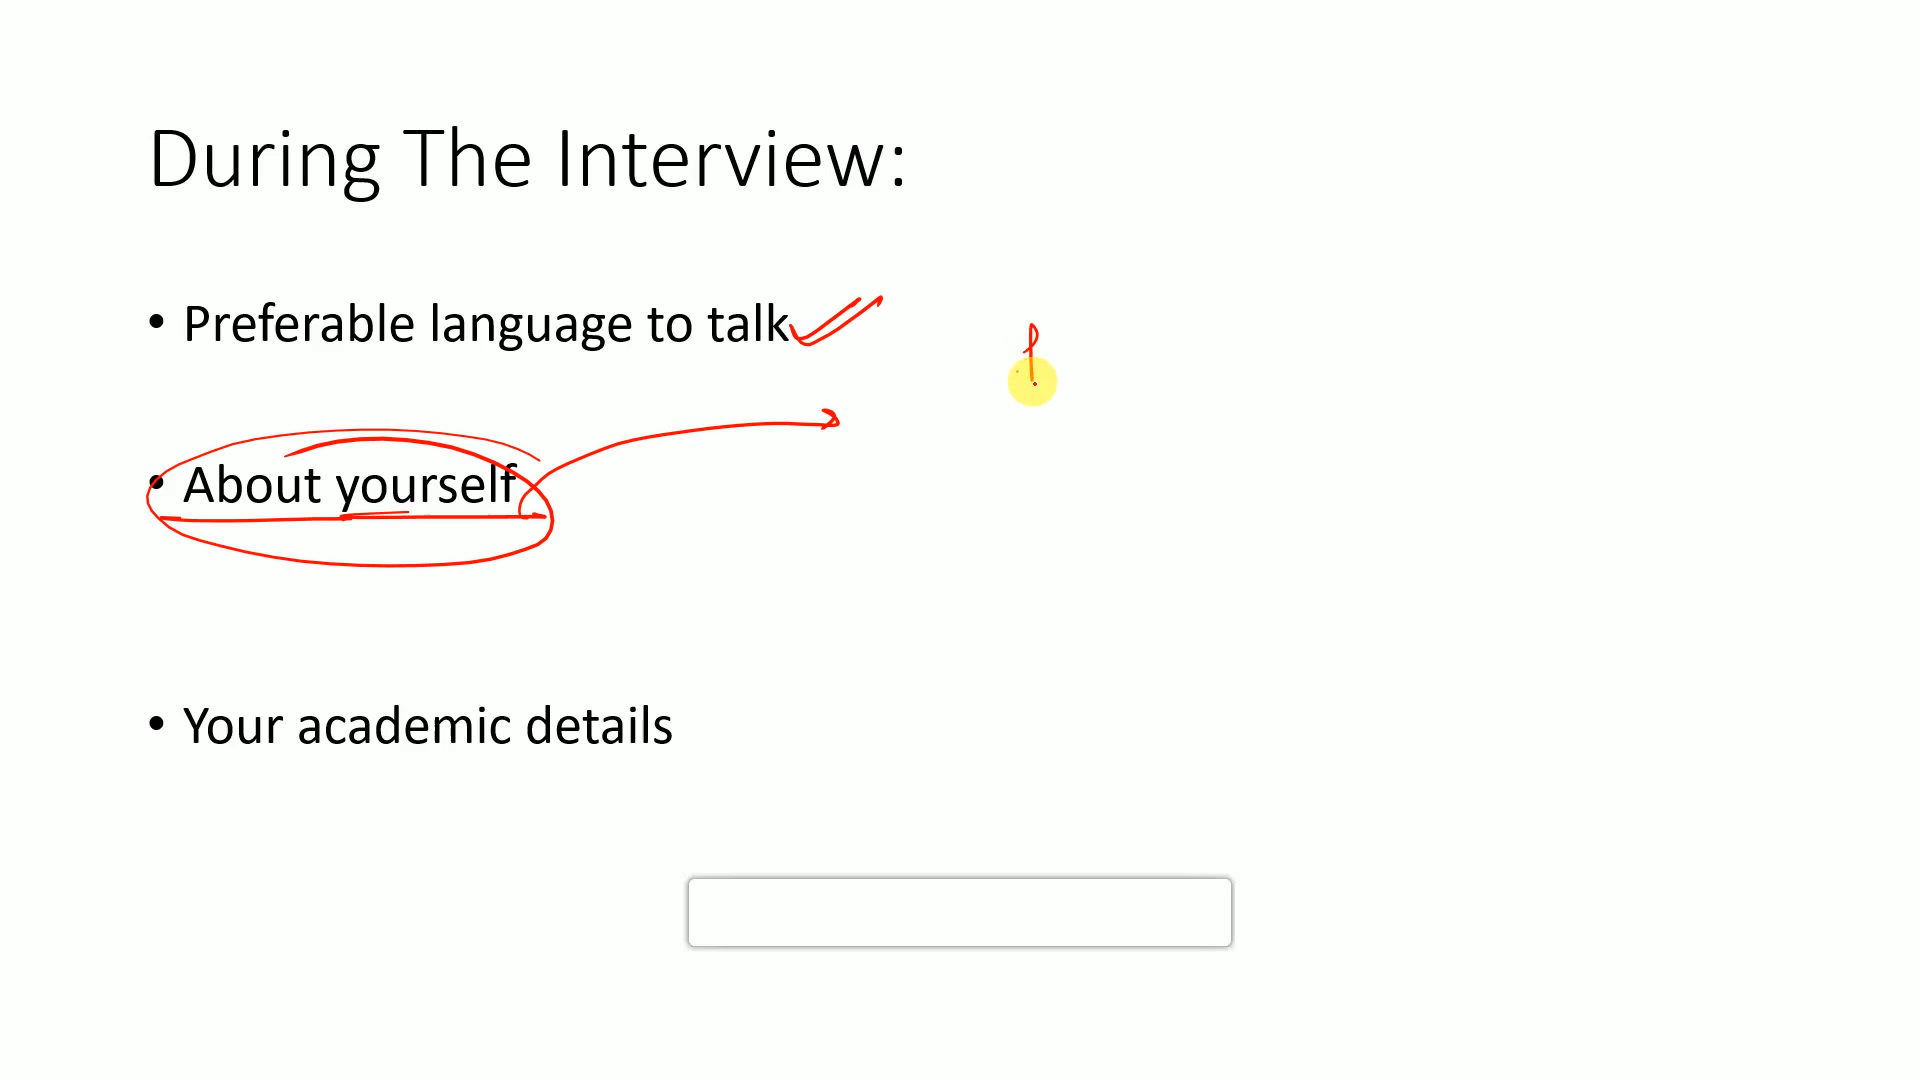 During The Interview:
• Preferable language to talk
• About yourself
• Your academic details